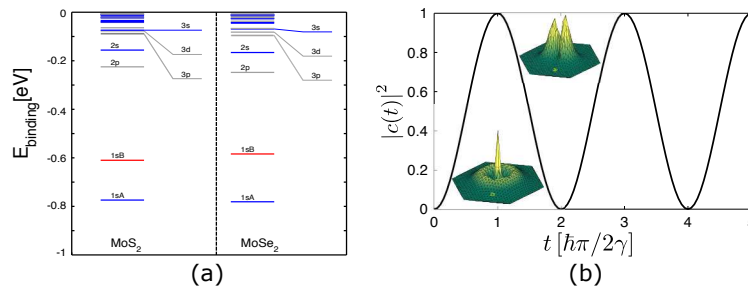 0
-0.2
-0.4
-0.6
-0.8
-1
E_binding[eV]
2s
2p
1sB
1sA
3s
3d
3p
MoS₂
2s
2p
1sB
1sA
3s
3d
3p
MoSe₂
(a)
1
0.8
0.6
0.4
0.2
0
|c(t)|²
0 1 2 3 4 5
t [ħπ/2γ]
(b)